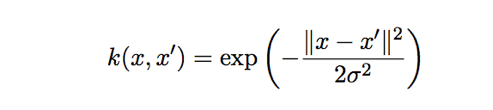 k(x, x′) = exp(−‖x − x′‖² / 2σ²)